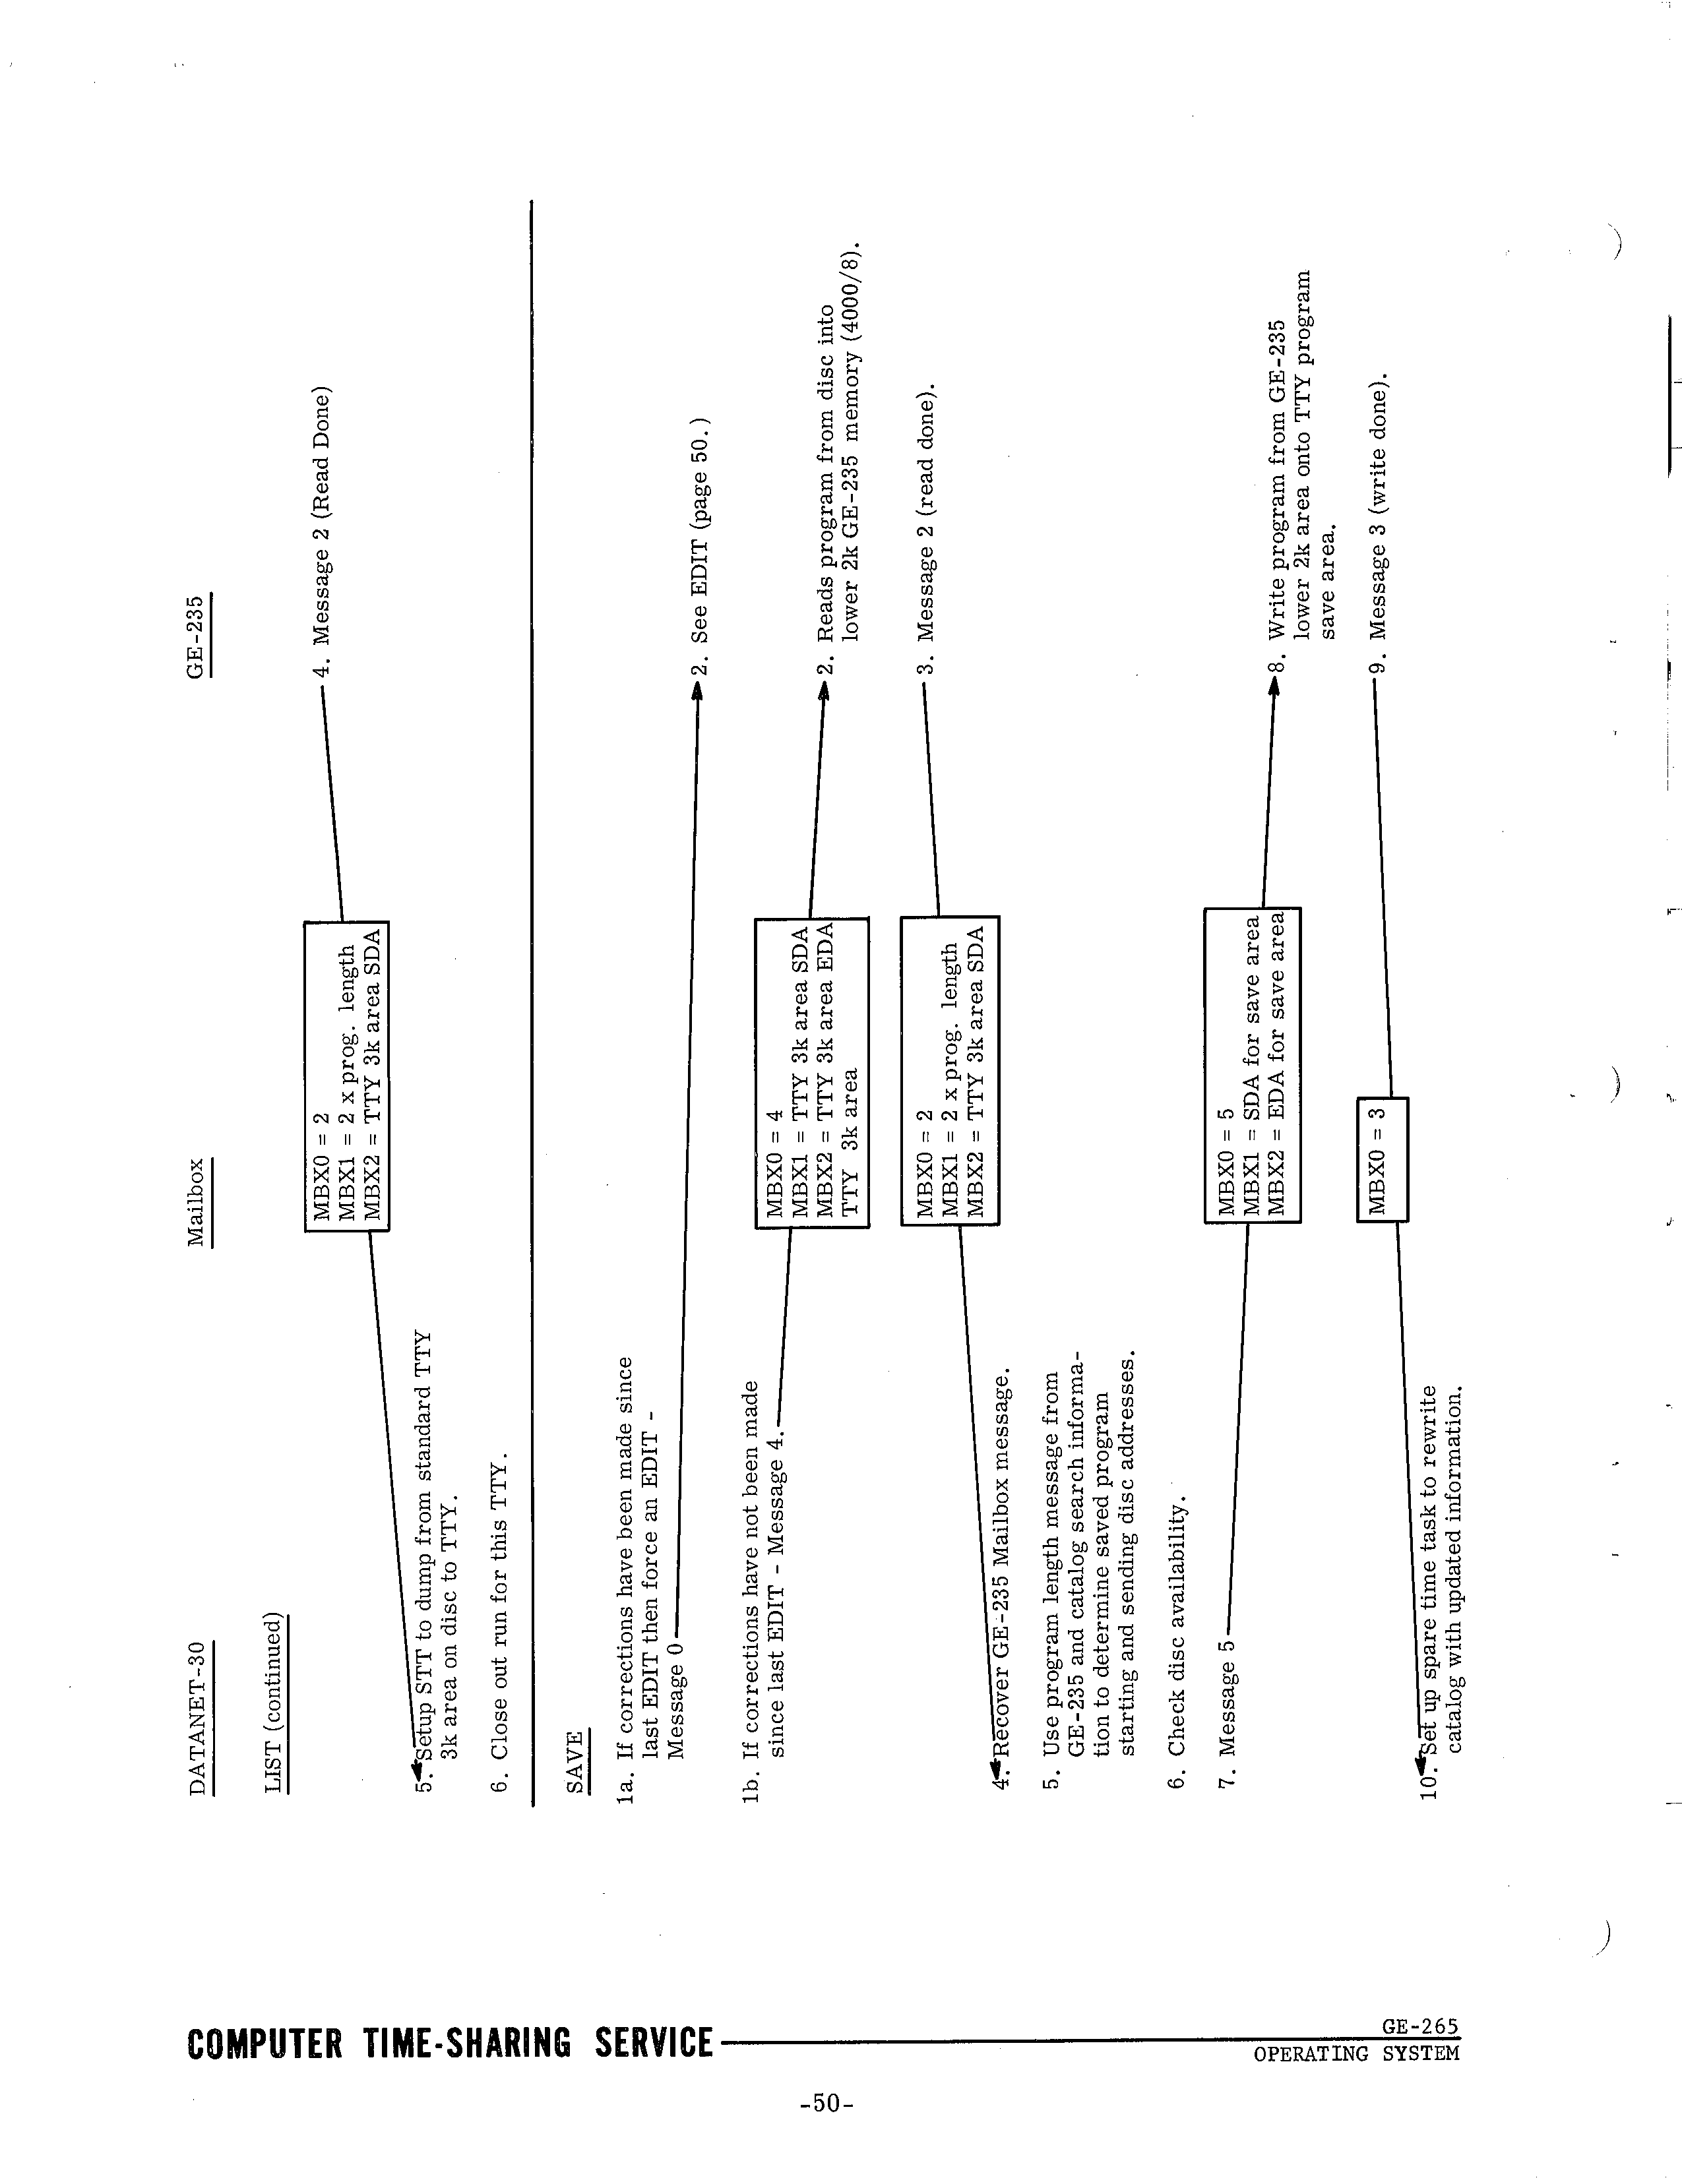 DATANET-30 Mailbox GE-235
LIST (continued)
4. Message 2 (Read Done)
MBX0 = 2
MBX1 = 2 x prog. length
MBX2 = TTY 3k area SDA
5. Setup STT to dump from standard TTY
3k area on disc to TTY.
6. Close out run for this TTY.
SAVE
1a. If corrections have been made since
last EDIT then force an EDIT -
Message 0
2. See EDIT (page 50.)
1b. If corrections have not been made
since last EDIT - Message 4.
MBX0 = 4
MBX1 = TTY 3k area SDA
MBX2 = TTY 3k area EDA
TTY 3k area
2. Reads program from disc into
lower 2k GE-235 memory (4000/8).
3. Message 2 (read done).
MBX0 = 2
MBX1 = 2 x prog. length
MBX2 = TTY 3k area SDA
4. Recover GE-235 Mailbox message.
5. Use program length message from
GE-235 and catalog search informa-
tion to determine saved program
starting and sending disc addresses.
6. Check disc availability.
7. Message 5
MBX0 = 5
MBX1 = SDA for save area
MBX2 = EDA for save area
8. Write program from GE-235
lower 2k area onto TTY program
save area.
9. Message 3 (write done).
MBX0 = 3
10. Set up spare time task to rewrite
catalog with updated information.
COMPUTER TIME-SHARING SERVICE
GE-265
OPERATING SYSTEM
-50-